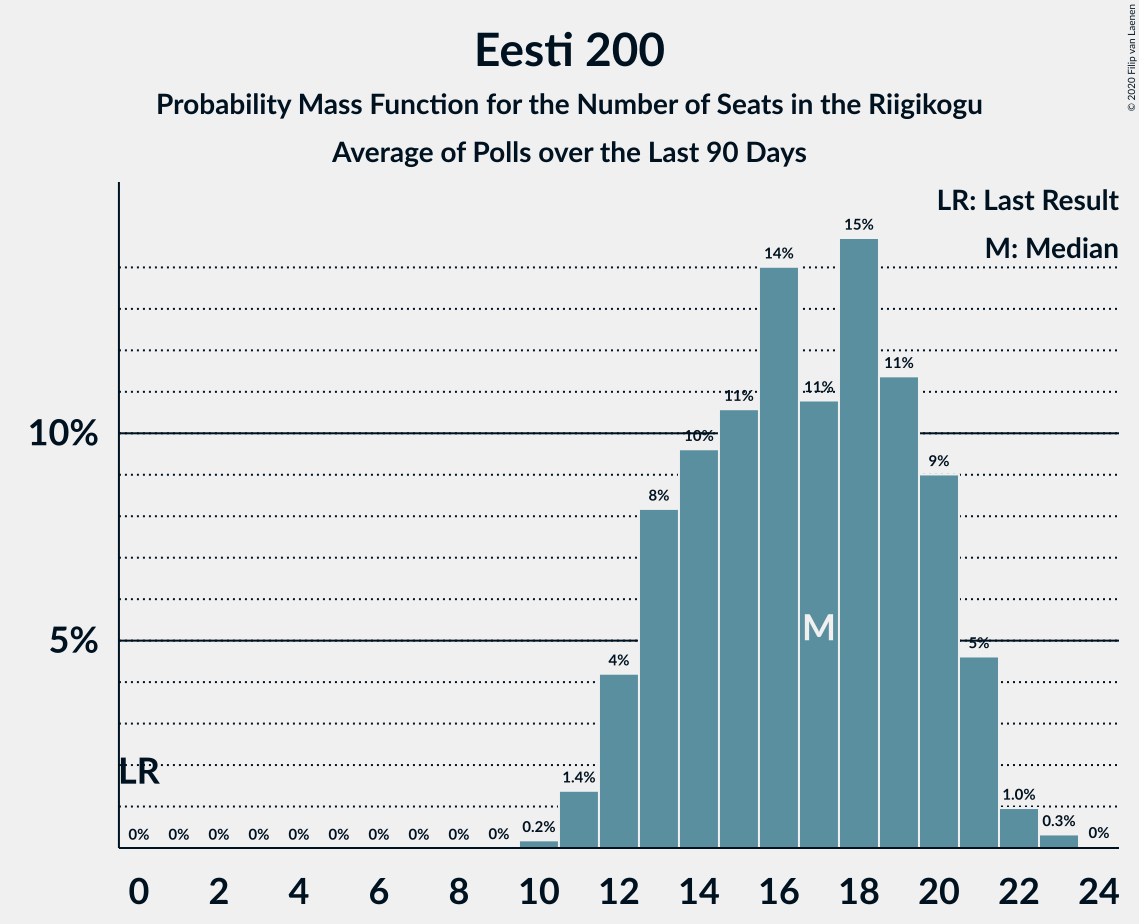 Eesti 200
Probability Mass Function for the Number of Seats in the Riigikogu
Average of Polls over the Last 90 Days
© 2020 Filip van Laenen
LR: Last Result
M: Median
10%
5%
0% 0% 0% 0% 0% 0% 0% 0% 0% 0% 0.2% 1.4% 4% 8% 10% 11% 14% 11% 15% 11% 9% 5% 1.0% 0.3% 0%
M
LR
0 2 4 6 8 10 12 14 16 18 20 22 24